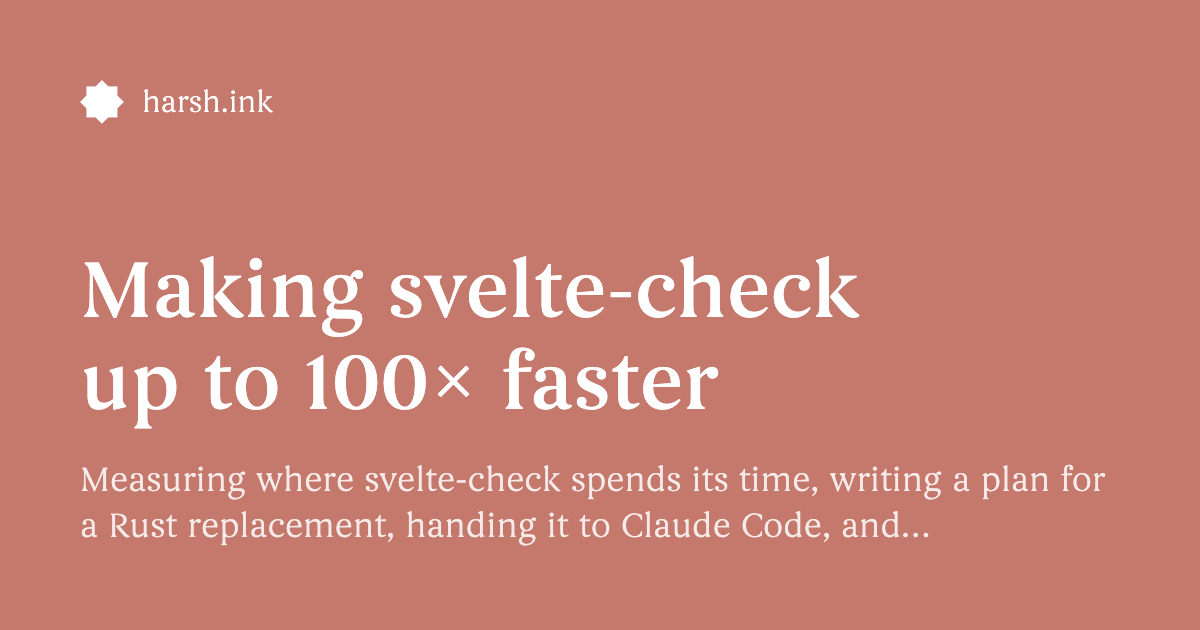 harsh.ink
Making svelte-check
up to 100× faster
Measuring where svelte-check spends its time, writing a plan for
a Rust replacement, handing it to Claude Code, and...